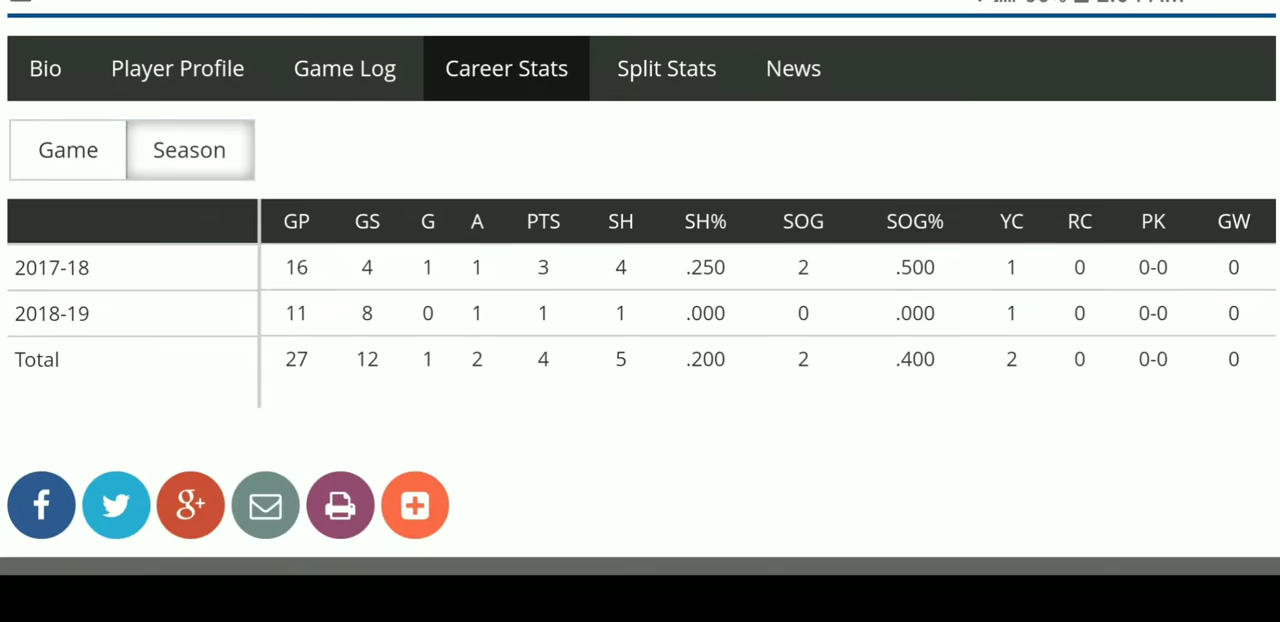 Bio Player Profile Game Log Career Stats Split Stats News
Game Season
GP GS G A PTS SH SH% SOG SOG% YC RC PK GW
2017-18 16 4 1 1 3 4 .250 2 .500 1 0 0-0 0
2018-19 11 8 0 1 1 1 .000 0 .000 1 0 0-0 0
Total 27 12 1 2 4 5 .200 2 .400 2 0 0-0 0